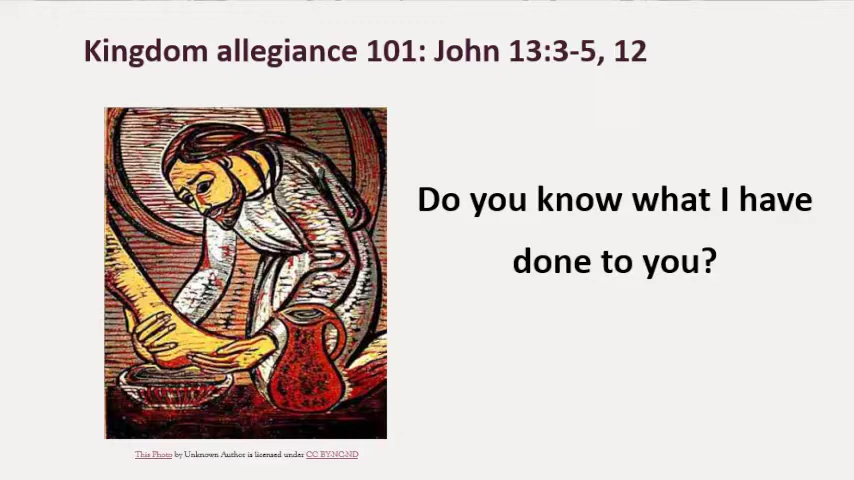 Kingdom allegiance 101: John 13:3-5, 12
Do you know what I have
done to you?
This Photo by Unknown Author is licensed under CC BY-NC-ND